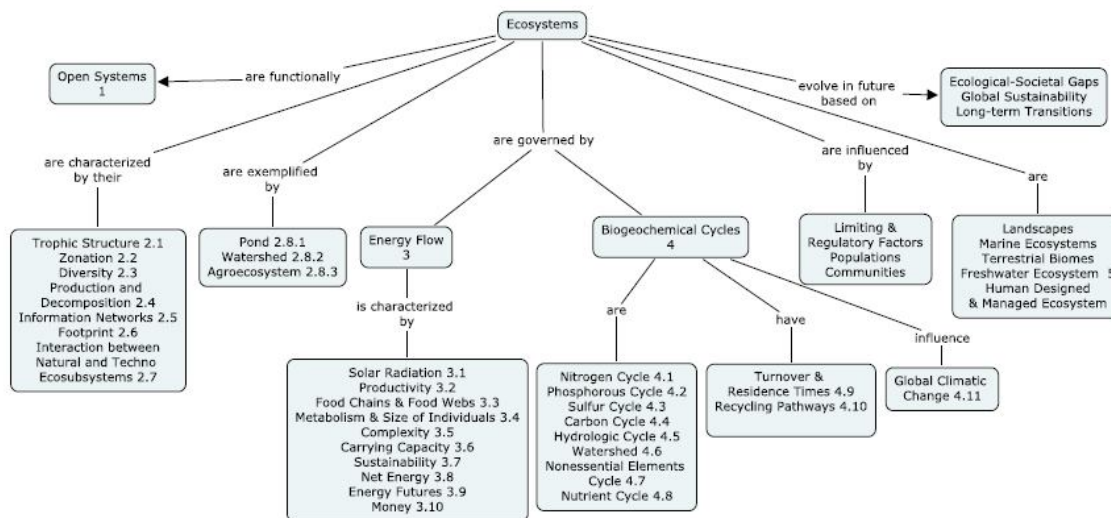 Ecosystems
Open Systems
1
are functionally
evolve in future
based on
Ecological-Societal Gaps
Global Sustainability
Long-term Transitions
are characterized
by their
are exemplified
by
are governed by
are influenced
by
are
Trophic Structure 2.1
Zonation 2.2
Diversity 2.3
Production and
Decomposition 2.4
Information Networks 2.5
Footprint 2.6
Interaction between
Natural and Techno
Ecosubsystems 2.7
Pond 2.8.1
Watershed 2.8.2
Agroecosystem 2.8.3
Energy Flow
3
Biogeochemical Cycles
4
Limiting &
Regulatory Factors
Populations
Communities
Landscapes
Marine Ecosystems
Terrestrial Biomes
Freshwater Ecosystem 5
Human Designed
& Managed Ecosystem
is characterized
by
are
have
influence
Solar Radiation 3.1
Productivity 3.2
Food Chains & Food Webs 3.3
Metabolism & Size of Individuals 3.4
Complexity 3.5
Carrying Capacity 3.6
Sustainability 3.7
Net Energy 3.8
Energy Futures 3.9
Money 3.10
Nitrogen Cycle 4.1
Phosphorous Cycle 4.2
Sulfur Cycle 4.3
Carbon Cycle 4.4
Hydrologic Cycle 4.5
Watershed 4.6
Nonessential Elements
Cycle 4.7
Nutrient Cycle 4.8
Turnover &
Residence Times 4.9
Recycling Pathways 4.10
Global Climatic
Change 4.11